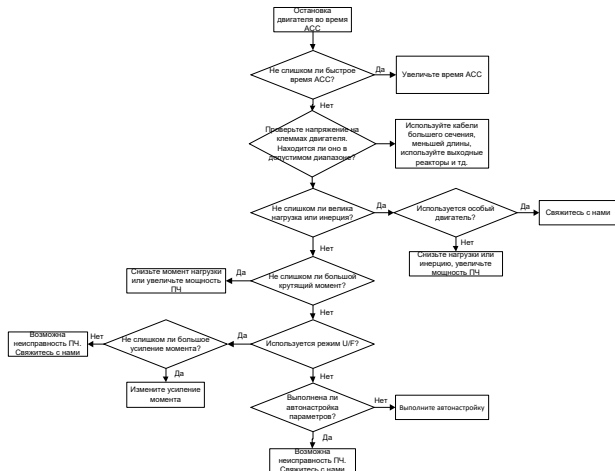 Остановка
двигателя во время
АСС
Не слишком ли быстрое
время АСС?
Да
Увеличьте время АСС
Нет
Проверьте напряжение на
клеммах двигателя.
Находится ли оно в
допустимом диапазоне?
Используйте кабели
большего сечения,
меньшей длины,
используйте выходные
реакторы и тд.
Нет
Не слишком ли велика
нагрузка или инерция?
Да
Используется особый
двигатель?
Да
Свяжитесь с нами
Нет
Снизьте нагрузки или
инерцию, увеличьте
мощность ПЧ
Нет
Не слишком ли большой
крутящий момент?
Да
Снизьте момент нагрузки
или увеличьте мощность
ПЧ
Нет
Используется режим U/F?
Да
Не слишком ли большое
усиление момента?
Нет
Возможна
неисправность ПЧ.
Свяжитесь с нами
Да
Измените усиление
момента
Нет
Выполнена ли
автонастройка
параметров?
Нет
Выполните автонастройку
Да
Возможна
неисправность ПЧ.
Свяжитесь с нами